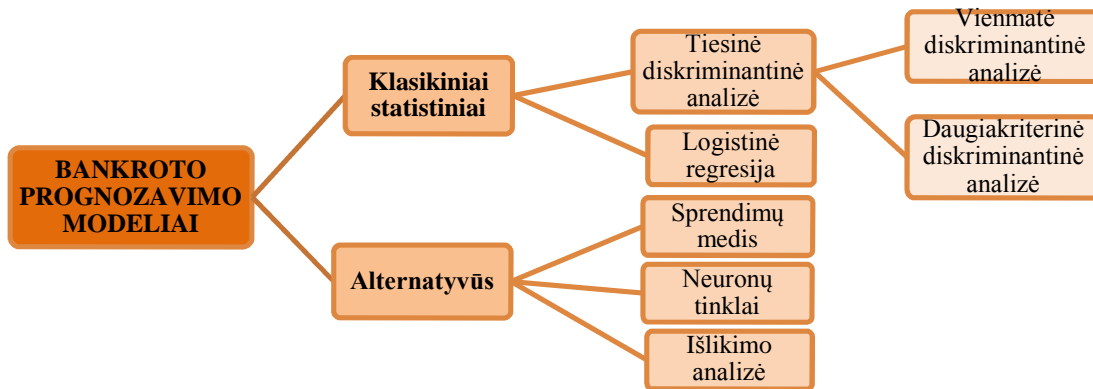 BANKROTO
PROGNOZAVIMO
MODELIAI
Klasikiniai
statistiniai
Tiesinė
diskriminantinė
analizė
Vienmatė
diskriminantinė
analizė
Daugiakriterinė
diskriminantinė
analizė
Logistinė
regresija
Alternatyvūs
Sprendimų
medis
Neuronų
tinklai
Išlikimo
analizė